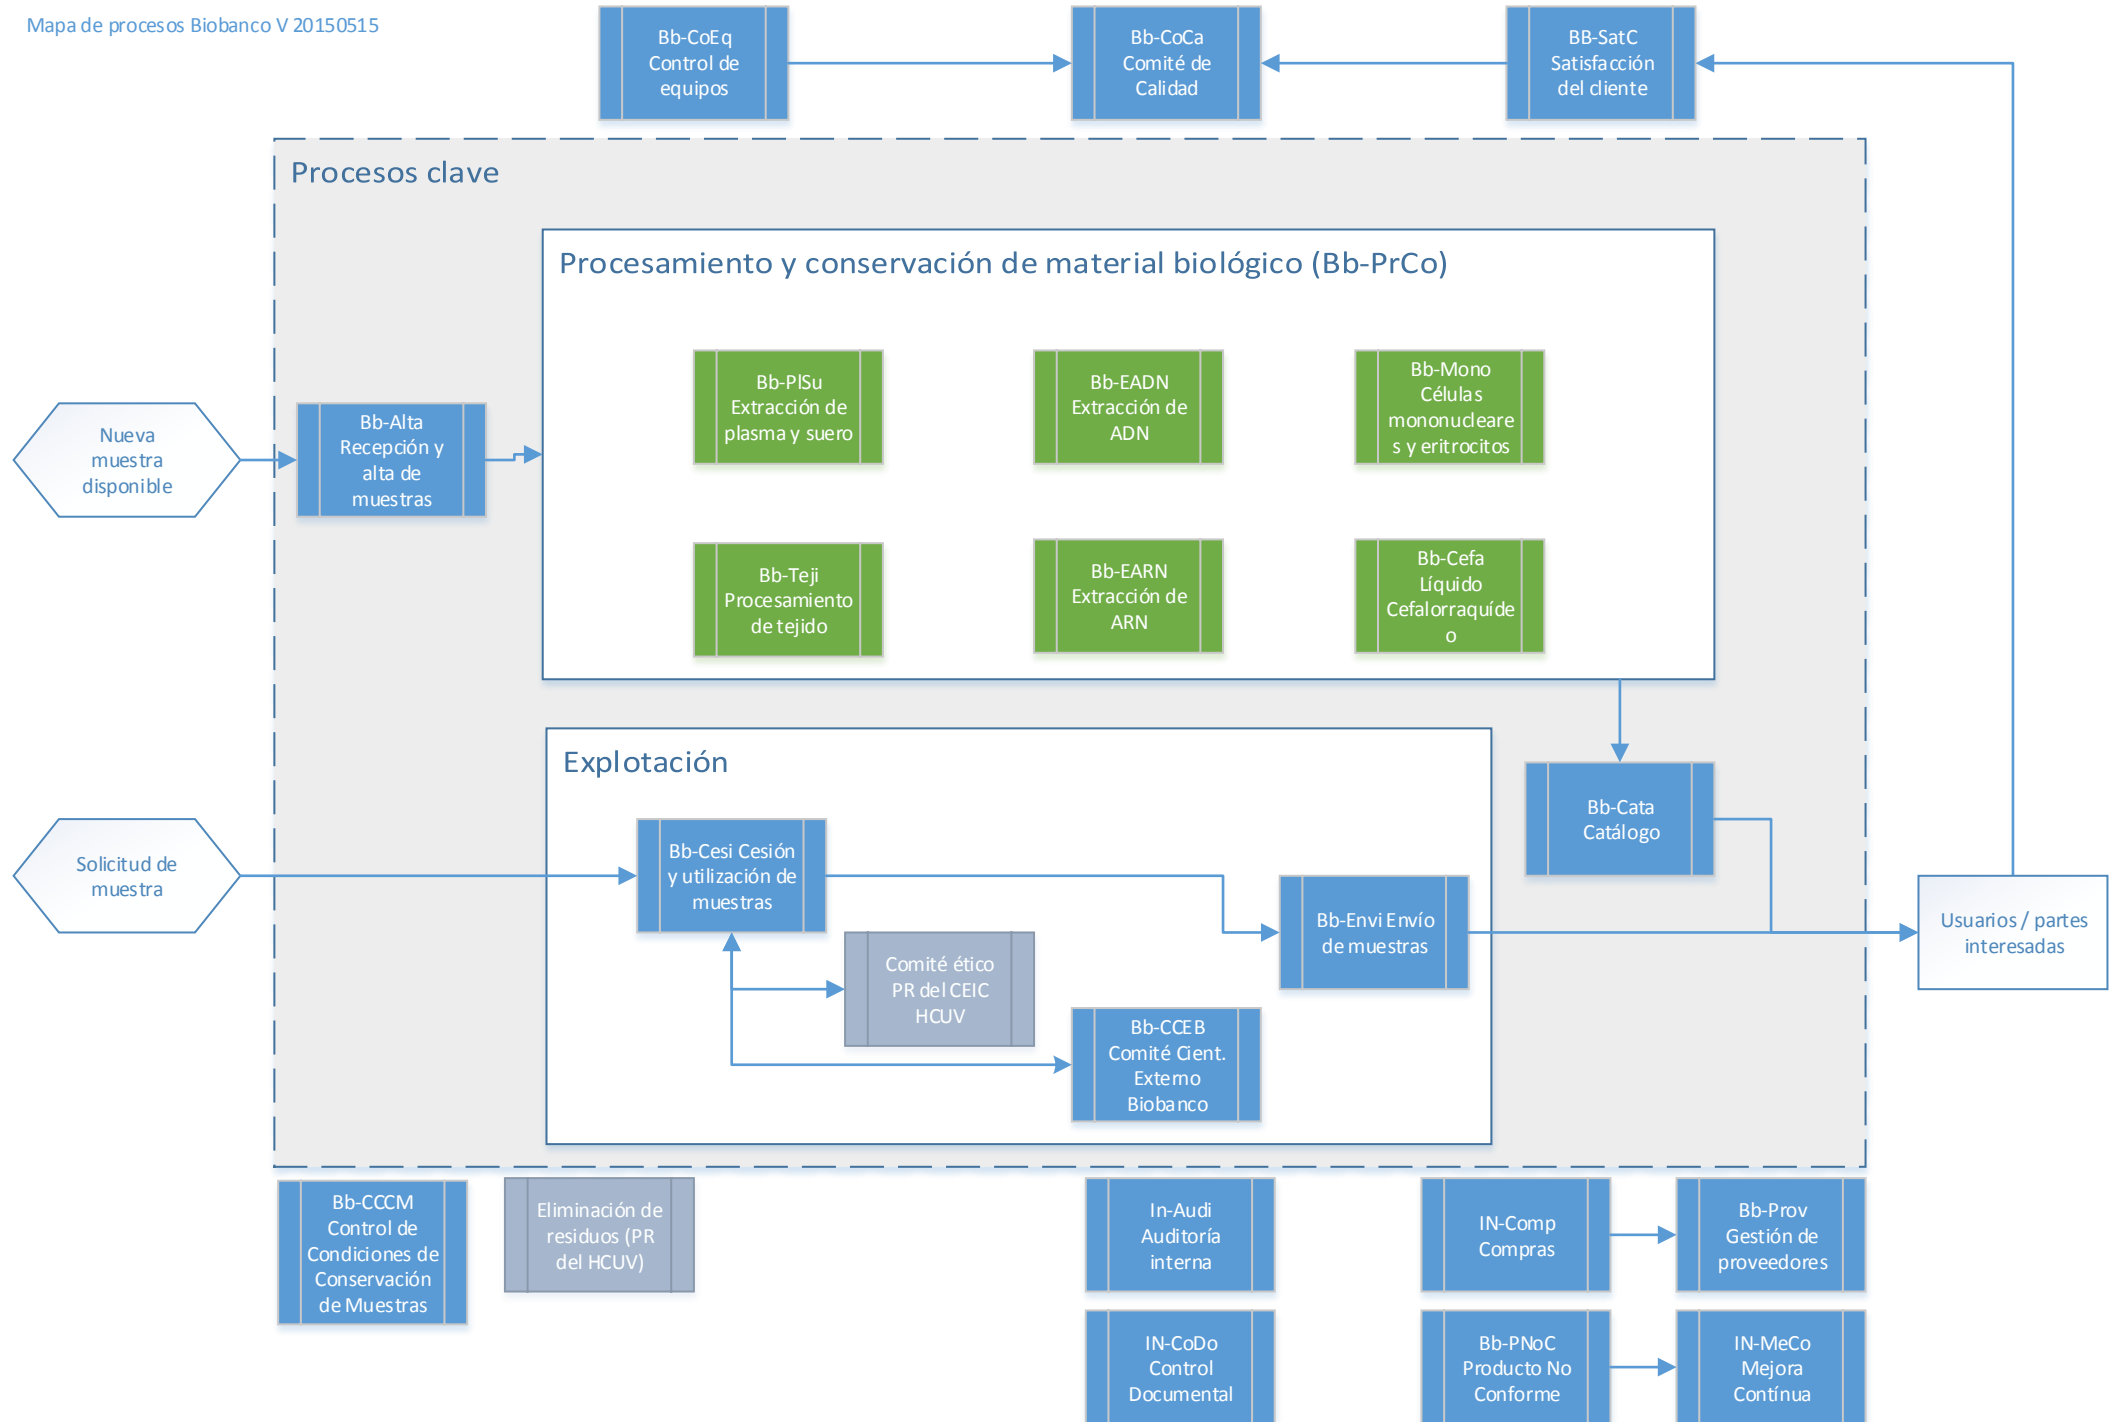 Mapa de procesos Biobanco V 20150515
Bb-CoEq
Control de
equipos
Bb-CoCa
Comité de
Calidad
BB-SatC
Satisfacción
del cliente
Procesos clave
Procesamiento y conservación de material biológico (Bb-PrCo)
Bb-PlSu
Extracción de
plasma y suero
Bb-EADN
Extracción de
ADN
Bb-Mono
Células
mononucleare
s y eritrocitos
Nueva
muestra
disponible
Bb-Alta
Recepción y
alta de
muestras
Bb-Teji
Procesamiento
de tejido
Bb-EARN
Extracción de
ARN
Bb-Cefa
Líquido
Cefalorraquíde
o
Explotación
Bb-Cata
Catálogo
Solicitud de
muestra
Bb-Cesi Cesión
y utilización de
muestras
Bb-Envi Envío
de muestras
Usuarios / partes
interesadas
Comité ético
PR del CEIC
HCUV
Bb-CCEB
Comité Cient.
Externo
Biobanco
Bb-CCCM
Control de
Condiciones de
Conservación
de Muestras
Eliminación de
residuos (PR
del HCUV)
In-Audi
Auditoría
interna
IN-Comp
Compras
Bb-Prov
Gestión de
proveedores
IN-CoDo
Control
Documental
Bb-PNoC
Producto No
Conforme
IN-MeCo
Mejora
Contínua